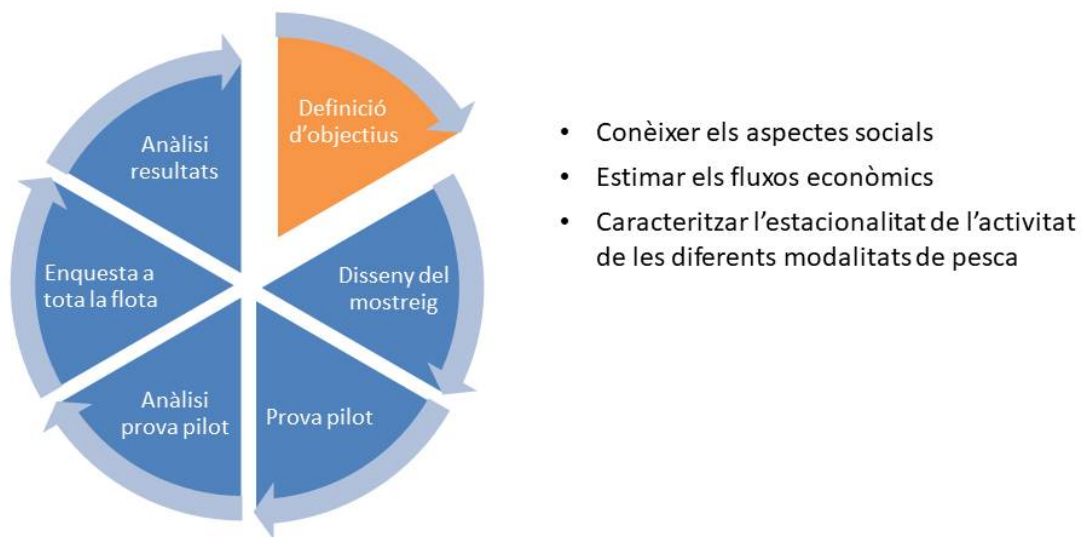 Definició
d'objectius
Disseny del
mostreig
Prova pilot
Anàlisi
prova pilot
Enquesta a
tota la flota
Anàlisi
resultats
• Conèixer els aspectes socials
• Estimar els fluxos econòmics
• Caracteritzar l'estacionalitat de l'activitat
de les diferents modalitats de pesca